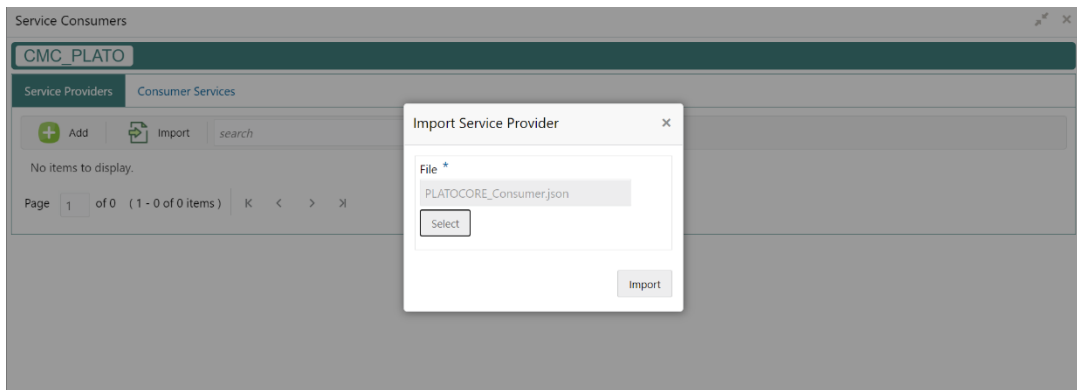 Service Consumers
CMC_PLATO
Service Providers Consumer Services
Add Import search
No items to display.
Page 1 of 0 (1 - 0 of 0 items)
Import Service Provider
File *
PLATOCORE_Consumer.json
Select
Import